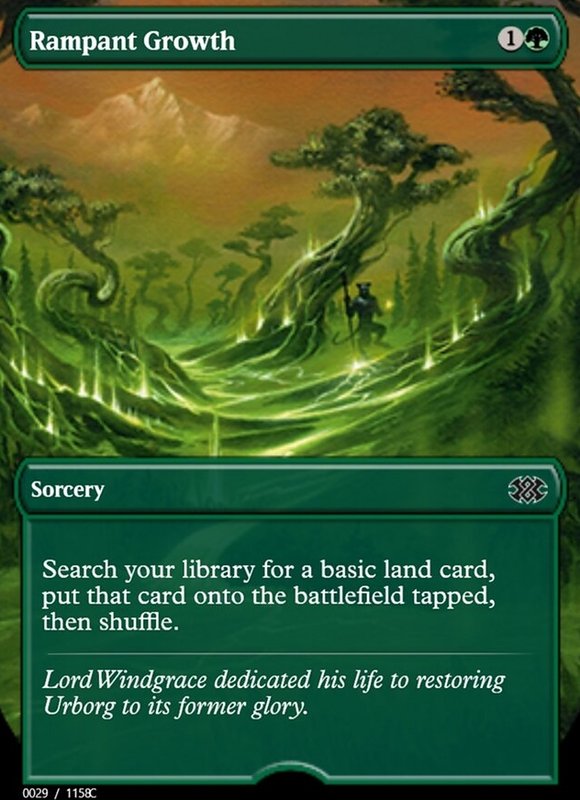 Rampant Growth 1
Sorcery
Search your library for a basic land card,
put that card onto the battlefield tapped,
then shuffle.
Lord Windgrace dedicated his life to restoring
Urborg to its former glory.
0029 / 1158C